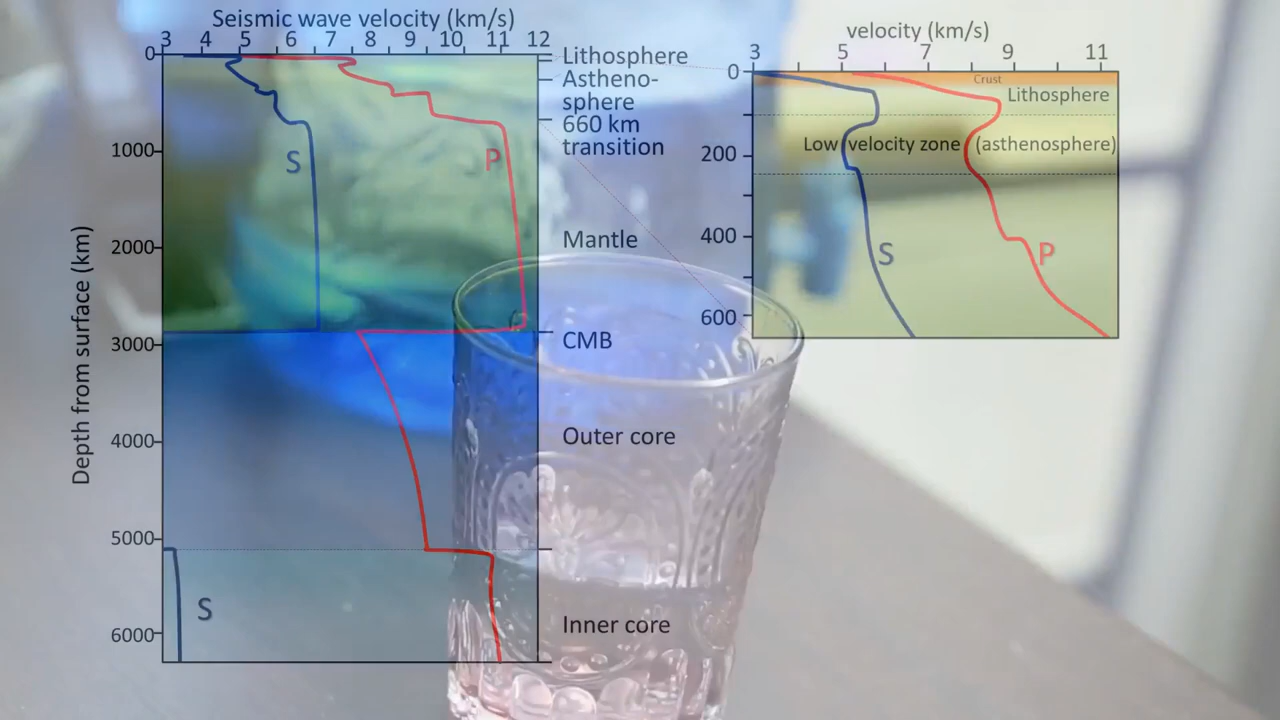 Seismic wave velocity (km/s)
3 4 5 6 7 8 9 10 11 12
0
1000
2000
3000
4000
5000
6000
Depth from surface (km)
S
P
S
Lithosphere
Astheno-
sphere
660 km
transition
Mantle
CMB
Outer core
Inner core
velocity (km/s)
3 5 7 9 11
0
200
400
600
Crust
Lithosphere
Low velocity zone (asthenosphere)
S
P